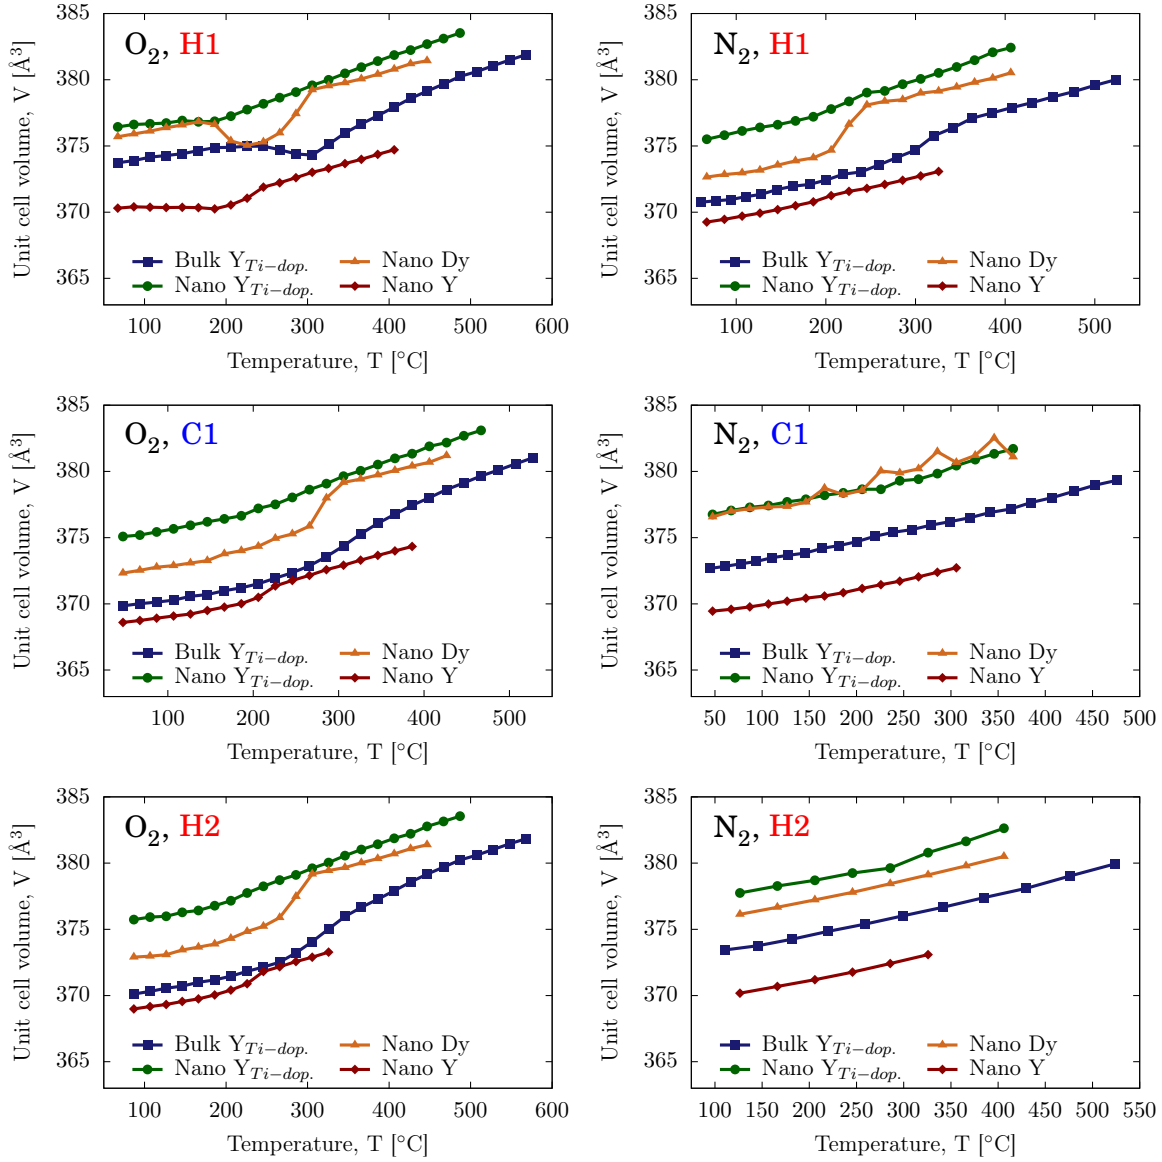 O2, H1
Unit cell volume, V [Å3]
385
380
375
370
365
Bulk YTi−dop.
Nano YTi−dop.
Nano Dy
Nano Y
100 200 300 400 500 600
Temperature, T [°C]
N2, H1
Unit cell volume, V [Å3]
385
380
375
370
365
Bulk YTi−dop.
Nano YTi−dop.
Nano Dy
Nano Y
100 200 300 400 500
Temperature, T [°C]
O2, C1
Unit cell volume, V [Å3]
385
380
375
370
365
Bulk YTi−dop.
Nano YTi−dop.
Nano Dy
Nano Y
100 200 300 400 500
Temperature, T [°C]
N2, C1
Unit cell volume, V [Å3]
385
380
375
370
365
Bulk YTi−dop.
Nano YTi−dop.
Nano Dy
Nano Y
50 100 150 200 250 300 350 400 450 500
Temperature, T [°C]
O2, H2
Unit cell volume, V [Å3]
385
380
375
370
365
Bulk YTi−dop.
Nano YTi−dop.
Nano Dy
Nano Y
100 200 300 400 500 600
Temperature, T [°C]
N2, H2
Unit cell volume, V [Å3]
385
380
375
370
365
Bulk YTi−dop.
Nano YTi−dop.
Nano Dy
Nano Y
100 150 200 250 300 350 400 450 500 550
Temperature, T [°C]